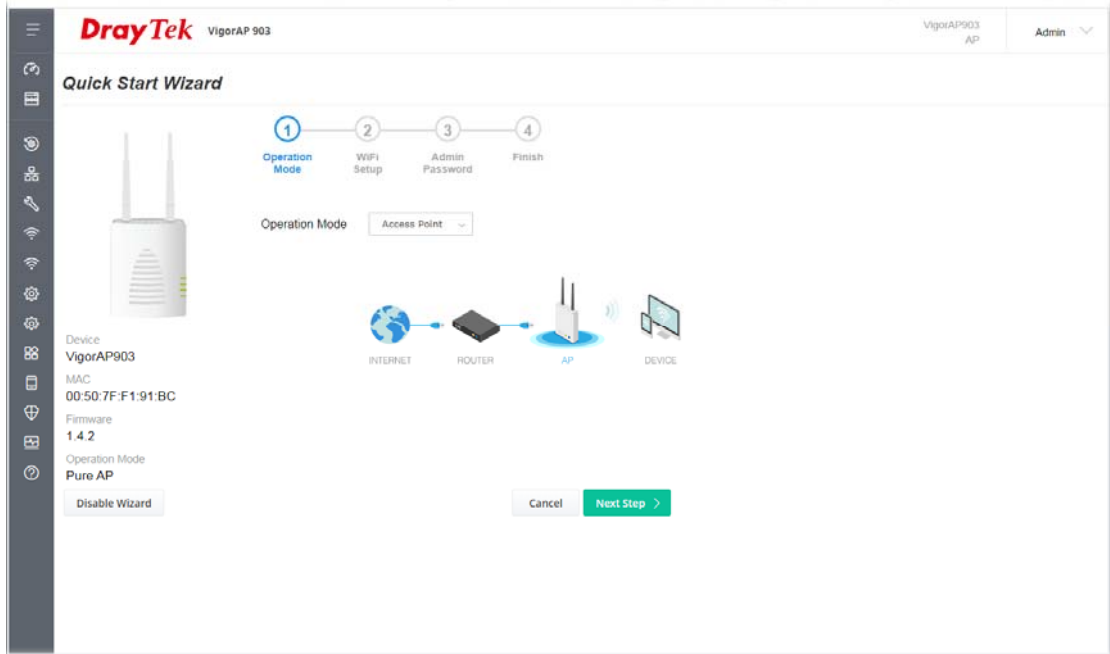 DrayTek VigorAP 903
VigorAP903
AP
Admin
Quick Start Wizard
1 2 3 4
Operation Mode
WiFi Setup
Admin Password
Finish
Operation Mode Access Point
INTERNET ROUTER AP DEVICE
Device
VigorAP903
MAC
00:50:7F:F1:91:BC
Firmware
1.4.2
Operation Mode
Pure AP
Disable Wizard Cancel Next Step